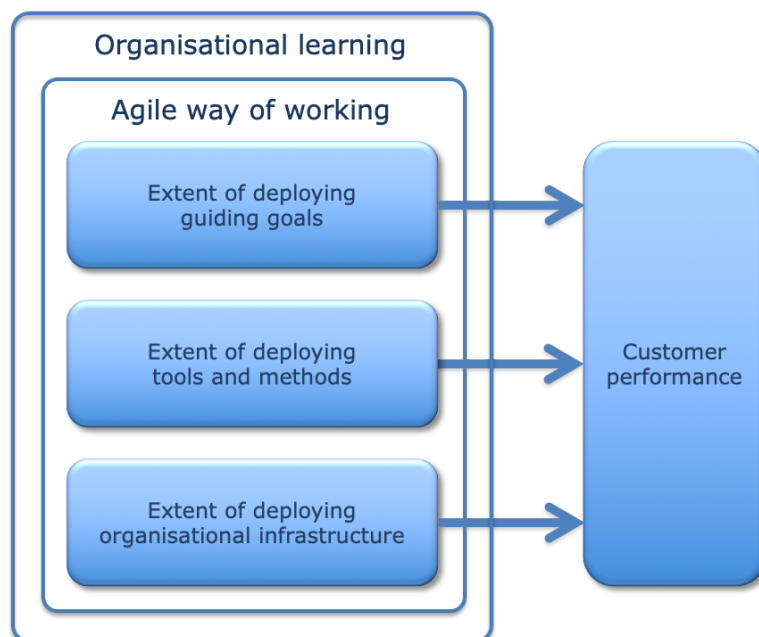 Organisational learning
Agile way of working
Extent of deploying
guiding goals
Extent of deploying
tools and methods
Extent of deploying
organisational infrastructure
Customer
performance